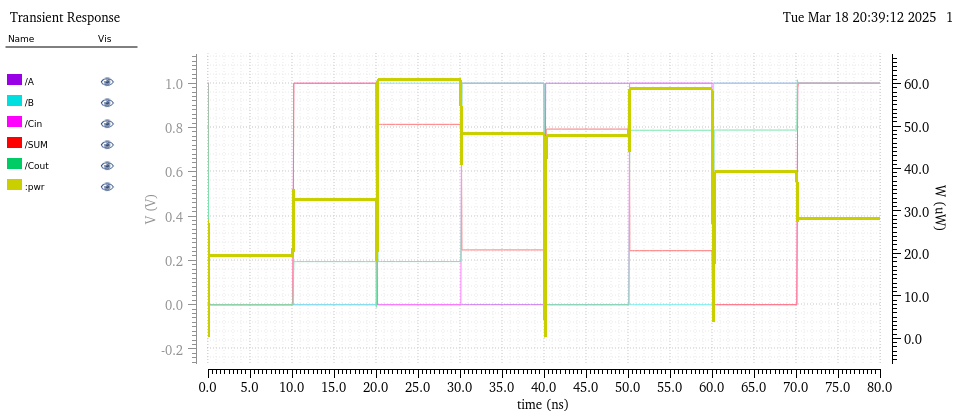 Transient Response
Tue Mar 18 20:39:12 2025 1
Name Vis
/A
/B
/Cin
/SUM
/Cout
:pwr
1.0
0.8
0.6
0.4
0.2
0.0
-0.2
V (V)
60.0
50.0
40.0
30.0
20.0
10.0
0.0
W (uW)
0.0 5.0 10.0 15.0 20.0 25.0 30.0 35.0 40.0 45.0 50.0 55.0 60.0 65.0 70.0 75.0 80.0
time (ns)